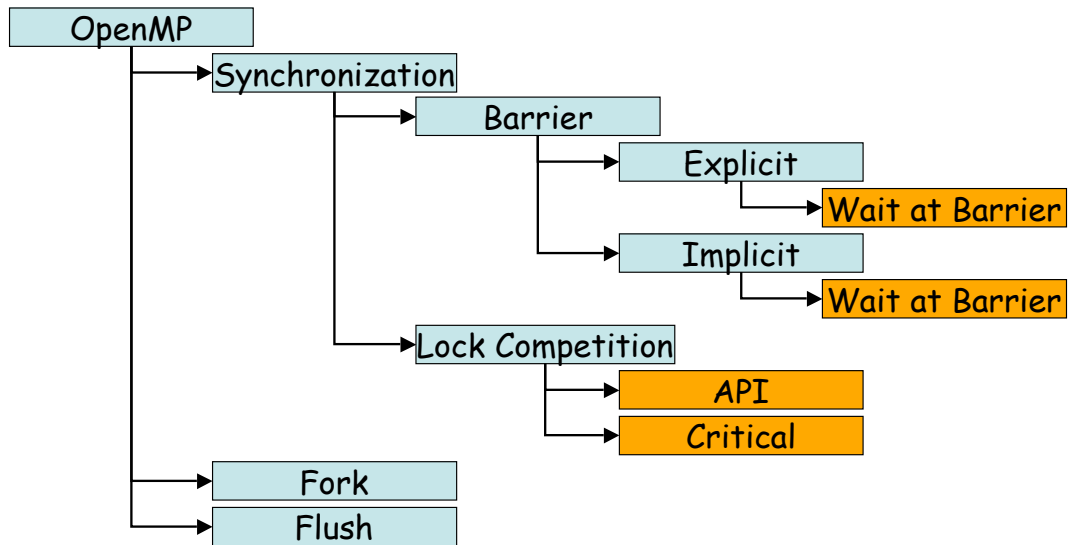 OpenMP
Synchronization
Barrier
Explicit
Wait at Barrier
Implicit
Wait at Barrier
Lock Competition
API
Critical
Fork
Flush